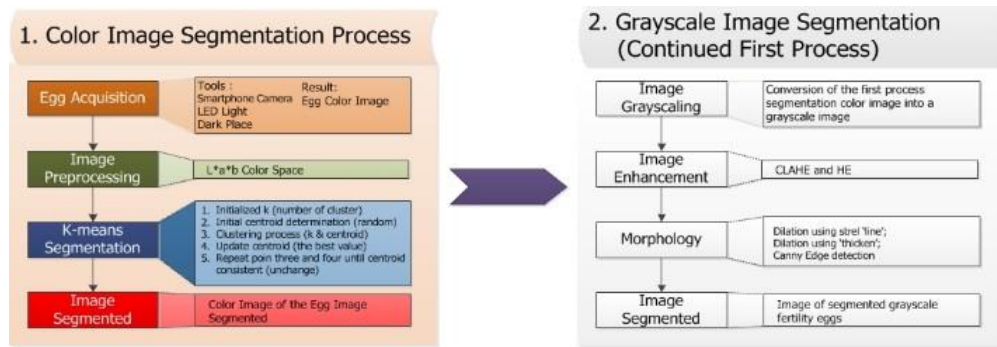 1. Color Image Segmentation Process
Egg Acquisition
Tools :
Smartphone Camera
LED Light
Dark Place
Result:
Egg Color Image
Image
Preprocessing
L*a*b Color Space
K-means
Segmentation
1. Initialized k (number of cluster)
2. Initial centroid determination (random)
3. Clustering process (k & centroid)
4. Update centroid (the best value)
5. Repeat poin three and four until centroid
consistent (unchange)
Image
Segmented
Color Image of the Egg Image
Segmented
2. Grayscale Image Segmentation
(Continued First Process)
Image
Grayscaling
Conversion of the first process
segmentation color image into a
grayscale image
Image
Enhancement
CLAHE and HE
Morphology
Dilation using strel 'line';
Dilation using 'thicken';
Canny Edge detection
Image
Segmented
Image of segmented grayscale
fertility eggs